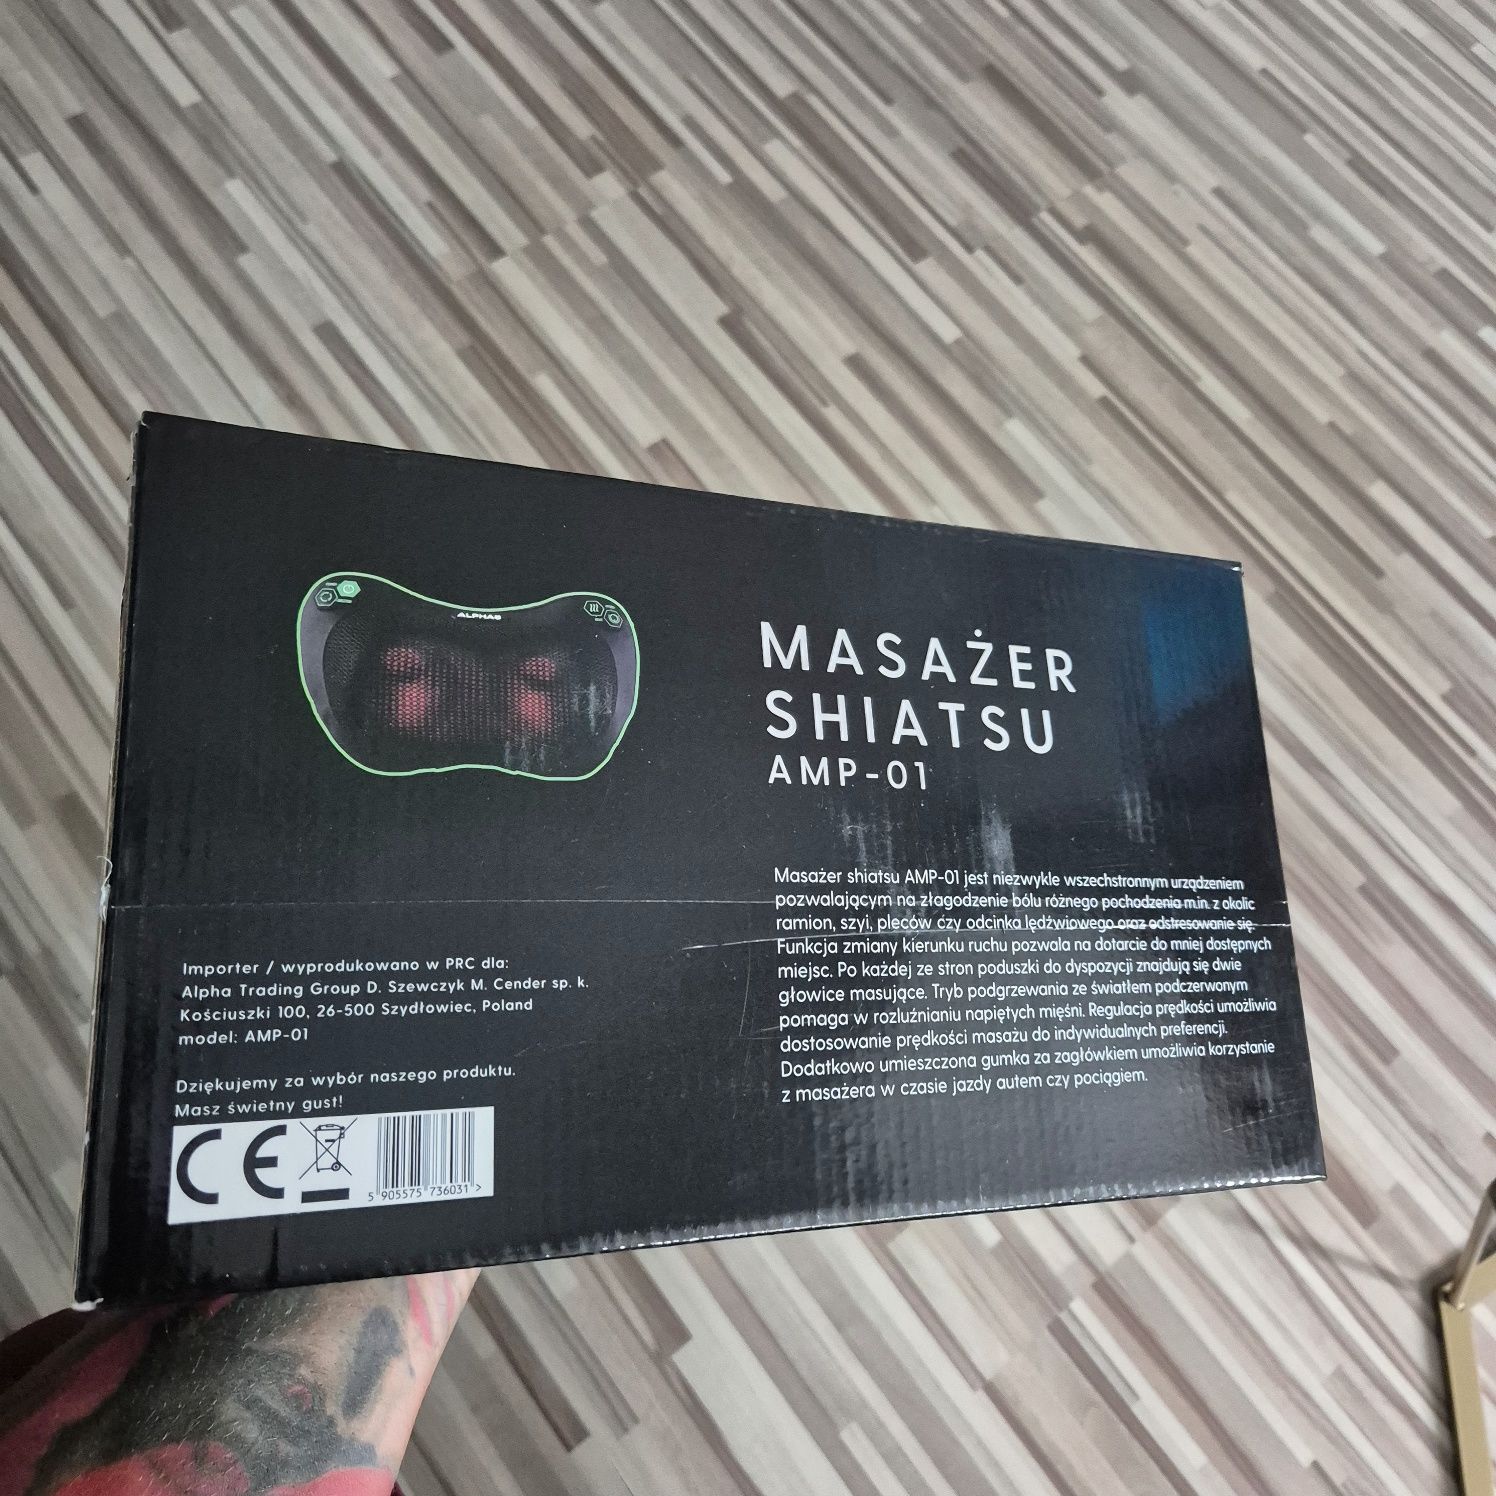 ALPHAS
MASAŻER
SHIATSU
AMP-01
Masażer shiatsu AMP-01 jest niezwykle wszechstronnym urządzeniem
pozwalającym na złagodzenie bólu różnego pochodzenia m.in. z okolic
ramion, szyi, pleców czy odcinka lędźwiowego oraz odstresowanie się.
Funkcja zmiany kierunku ruchu pozwala na dotarcie do mniej dostępnych
miejsc. Po każdej ze stron poduszki do dyspozycji znajdują się dwie
głowice masujące. Tryb podgrzewania ze światłem podczerwonym
pomaga w rozluźnianiu napiętych mięśni. Regulacja prędkości umożliwia
dostosowanie prędkości masażu do indywidualnych preferencji.
Dodatkowo umieszczona gumka za zagłówkiem umożliwia korzystanie
z masażera w czasie jazdy autem czy pociągiem.
Importer / wyprodukowano w PRC dla:
Alpha Trading Group D. Szewczyk M. Cender sp. k.
Kościuszki 100, 26-500 Szydłowiec, Poland
model: AMP-01
Dziękujemy za wybór naszego produktu.
Masz świetny gust!
CE
5 905575 736031 >